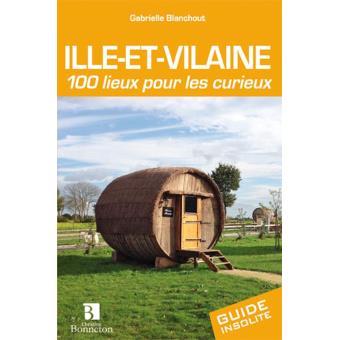 Gabrielle Blanchout
ILLE-ET-VILAINE
100 lieux pour les curieux
GUIDE
INSOLITE
B
Christine
Bonneton